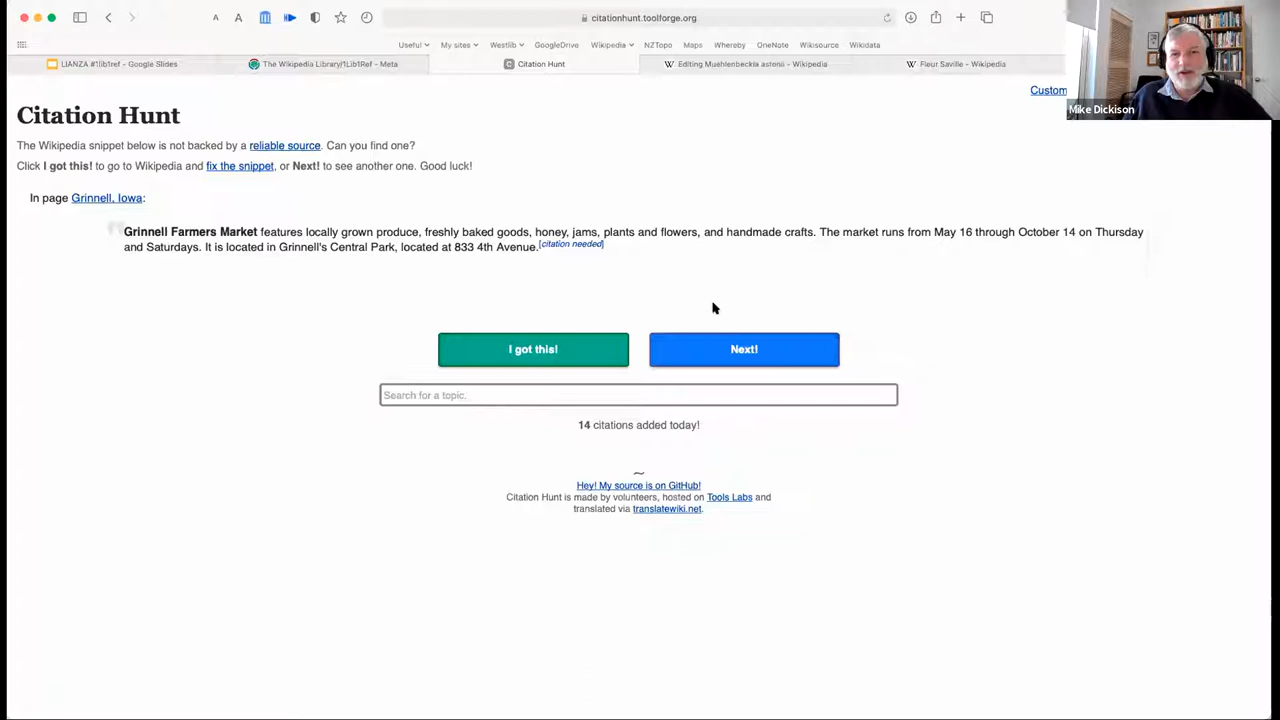 A A citationhunt.toolforge.org
Useful My sites Westlib GoogleDrive Wikipedia NZTopo Maps Whereby OneNote Wikisource Wikidata
LIANZA #1lib1ref - Google Slides The Wikipedia Library/1Lib1Ref - Meta Citation Hunt Editing Muehlenbeckia astonii - Wikipedia Fleur Saville - Wikipedia
Custom
Mike Dickison
Citation Hunt
The Wikipedia snippet below is not backed by a reliable source. Can you find one?
Click I got this! to go to Wikipedia and fix the snippet, or Next! to see another one. Good luck!
In page Grinnell, Iowa:
Grinnell Farmers Market features locally grown produce, freshly baked goods, honey, jams, plants and flowers, and handmade crafts. The market runs from May 16 through October 14 on Thursday
and Saturdays. It is located in Grinnell's Central Park, located at 833 4th Avenue.[citation needed]
I got this! Next!
Search for a topic.
14 citations added today!
~
Hey! My source is on GitHub!
Citation Hunt is made by volunteers, hosted on Tools Labs and
translated via translatewiki.net.